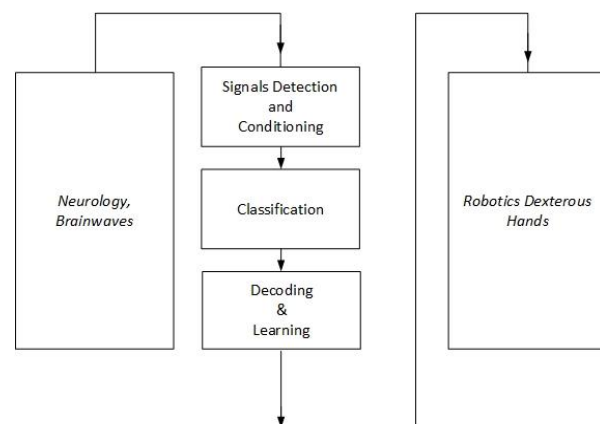 Neurology,
Brainwaves
Signals Detection
and
Conditioning
Classification
Decoding
&
Learning
Robotics Dexterous
Hands